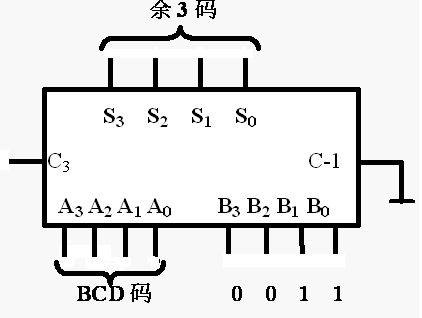 余3码
S₃ S₂ S₁ S₀
C₃ C-1
A₃ A₂ A₁ A₀ B₃ B₂ B₁ B₀
BCD码 0 0 1 1